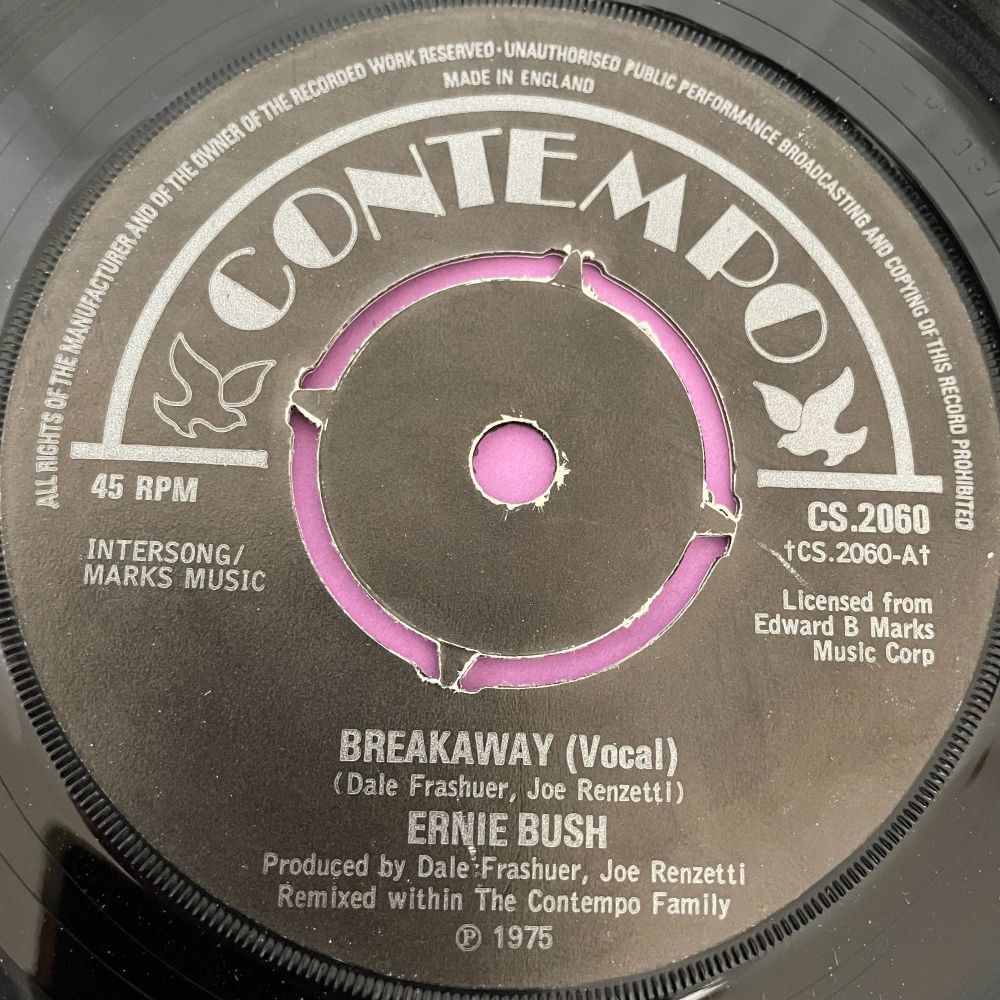 ALL RIGHTS OF THE MANUFACTURER AND OF THE OWNER OF THE RECORDED WORK RESERVED · UNAUTHORISED PUBLIC PERFORMANCE BROADCASTING AND COPYING OF THIS RECORD PROHIBITED
MADE IN ENGLAND
CONTEMPO
45 RPM
INTERSONG/
MARKS MUSIC
CS.2060
†CS.2060-A†
Licensed from
Edward B Marks
Music Corp
BREAKAWAY (Vocal)
(Dale Frashuer, Joe Renzetti)
ERNIE BUSH
Produced by Dale Frashuer, Joe Renzetti
Remixed within The Contempo Family
℗ 1975